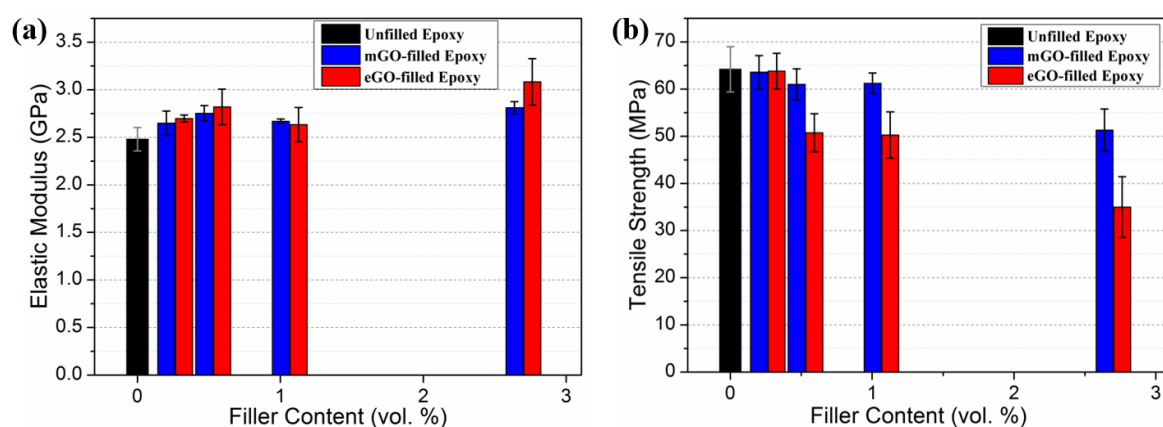 (a)
Elastic Modulus (GPa)
3.5
3.0
2.5
2.0
1.5
1.0
0.5
0.0
Unfilled Epoxy
mGO-filled Epoxy
eGO-filled Epoxy
0
1
2
3
Filler Content (vol. %)
(b)
Tensile Strength (MPa)
70
60
50
40
30
20
10
0
Unfilled Epoxy
mGO-filled Epoxy
eGO-filled Epoxy
0
1
2
3
Filler Content (vol. %)